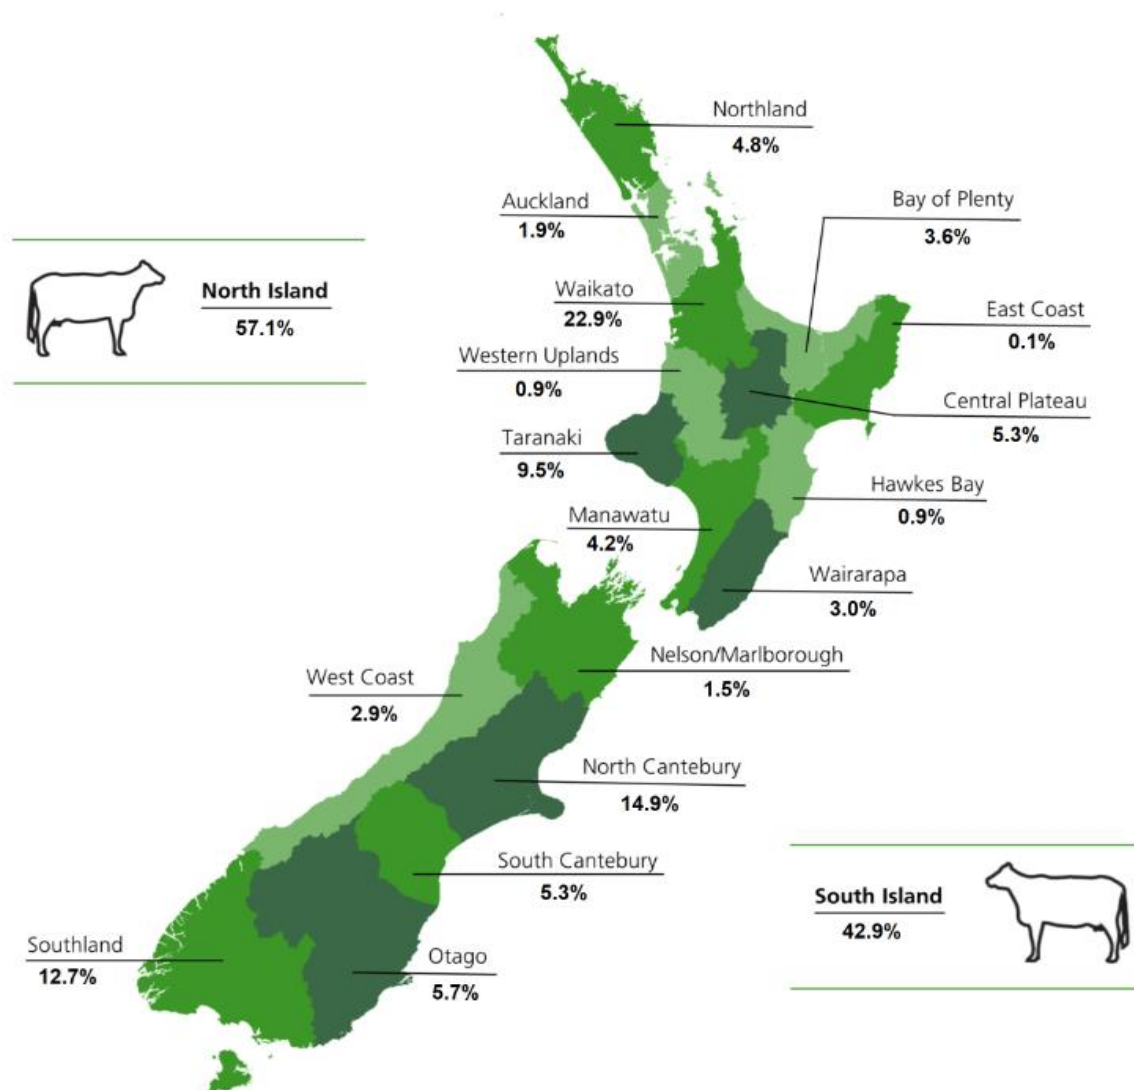 Northland
4.8%
Auckland
1.9%
Bay of Plenty
3.6%
North Island
57.1%
Waikato
22.9%
East Coast
0.1%
Western Uplands
0.9%
Central Plateau
5.3%
Taranaki
9.5%
Hawkes Bay
0.9%
Manawatu
4.2%
Wairarapa
3.0%
Nelson/Marlborough
1.5%
West Coast
2.9%
North Cantebury
14.9%
South Cantebury
5.3%
South Island
42.9%
Southland
12.7%
Otago
5.7%